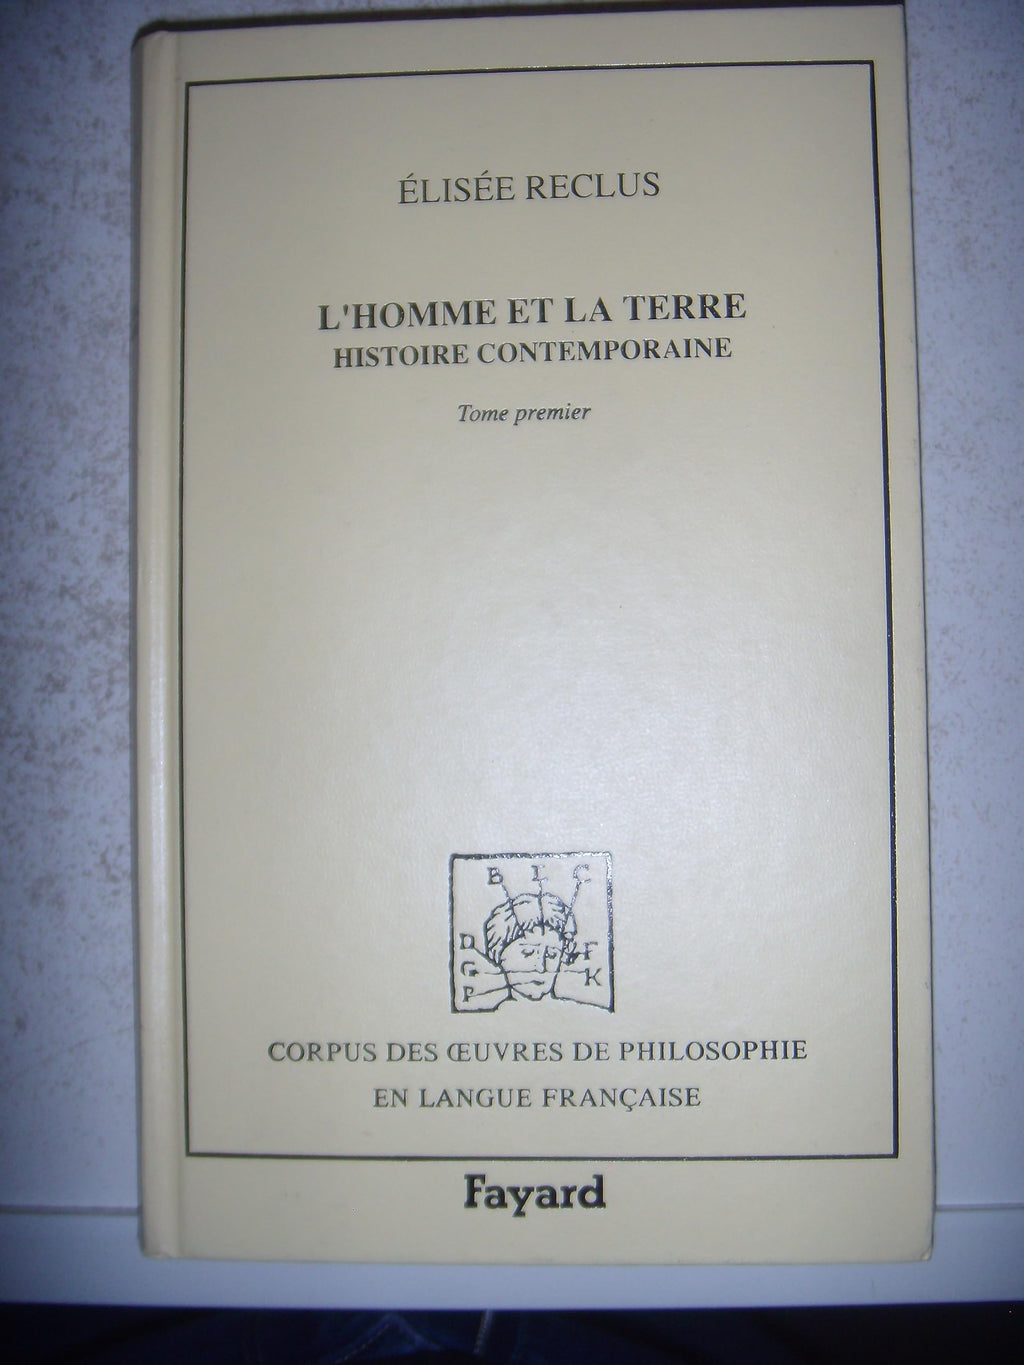 ÉLISÉE RECLUS
L'HOMME ET LA TERRE
HISTOIRE CONTEMPORAINE
Tome premier
B L C
D F
G K
P
CORPUS DES ŒUVRES DE PHILOSOPHIE
EN LANGUE FRANÇAISE
Fayard